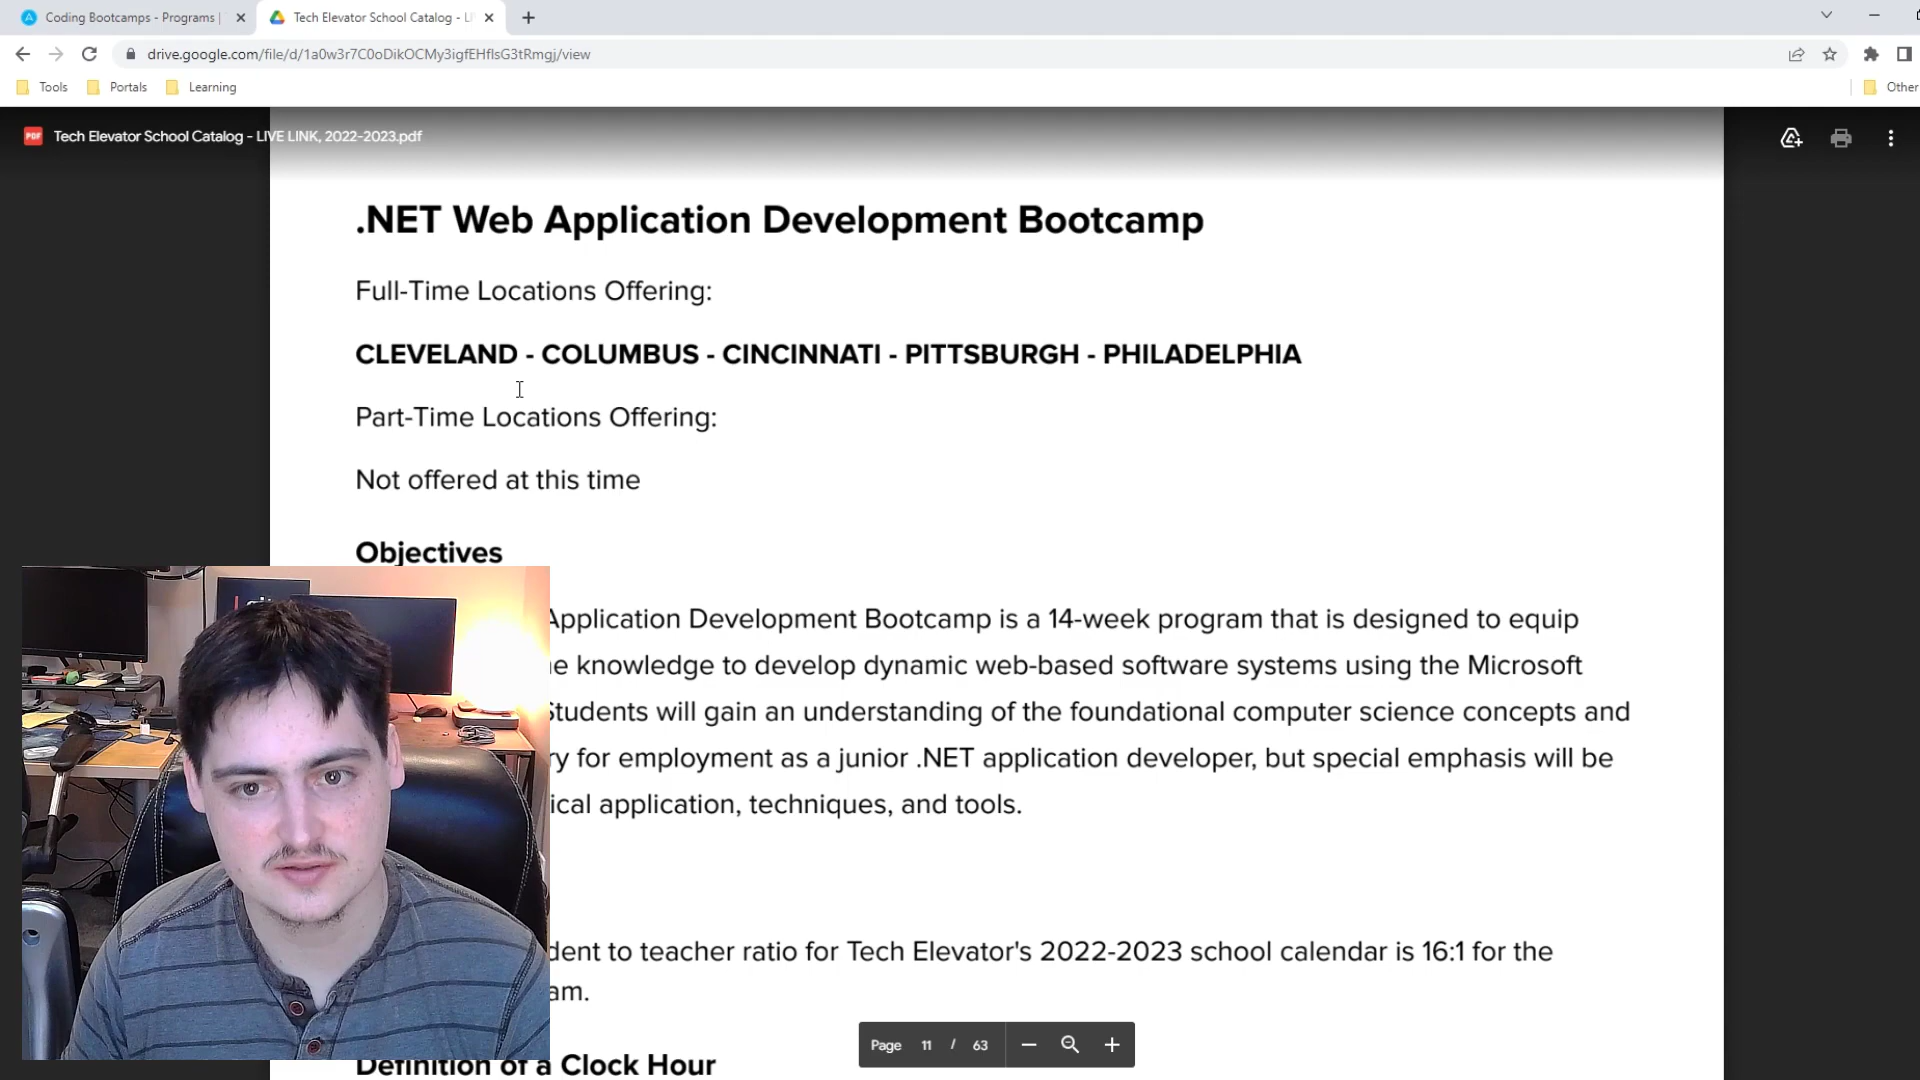 Coding Bootcamps - Programs |
Tech Elevator School Catalog - LI
drive.google.com/file/d/1a0w3r7C0oDikOCMy3igfEHflsG3tRmgj/view
Tools
Portals
Learning
Other
PDF
Tech Elevator School Catalog - LIVE LINK, 2022-2023.pdf
.NET Web Application Development Bootcamp
Full-Time Locations Offering:
CLEVELAND - COLUMBUS - CINCINNATI - PITTSBURGH - PHILADELPHIA
Part-Time Locations Offering:
Not offered at this time
Objectives
Application Development Bootcamp is a 14-week program that is designed to equip
e knowledge to develop dynamic web-based software systems using the Microsoft
Students will gain an understanding of the foundational computer science concepts and
ry for employment as a junior .NET application developer, but special emphasis will be
ical application, techniques, and tools.
dent to teacher ratio for Tech Elevator's 2022-2023 school calendar is 16:1 for the
am.
Definition of a Clock Hour
Page 11 / 63